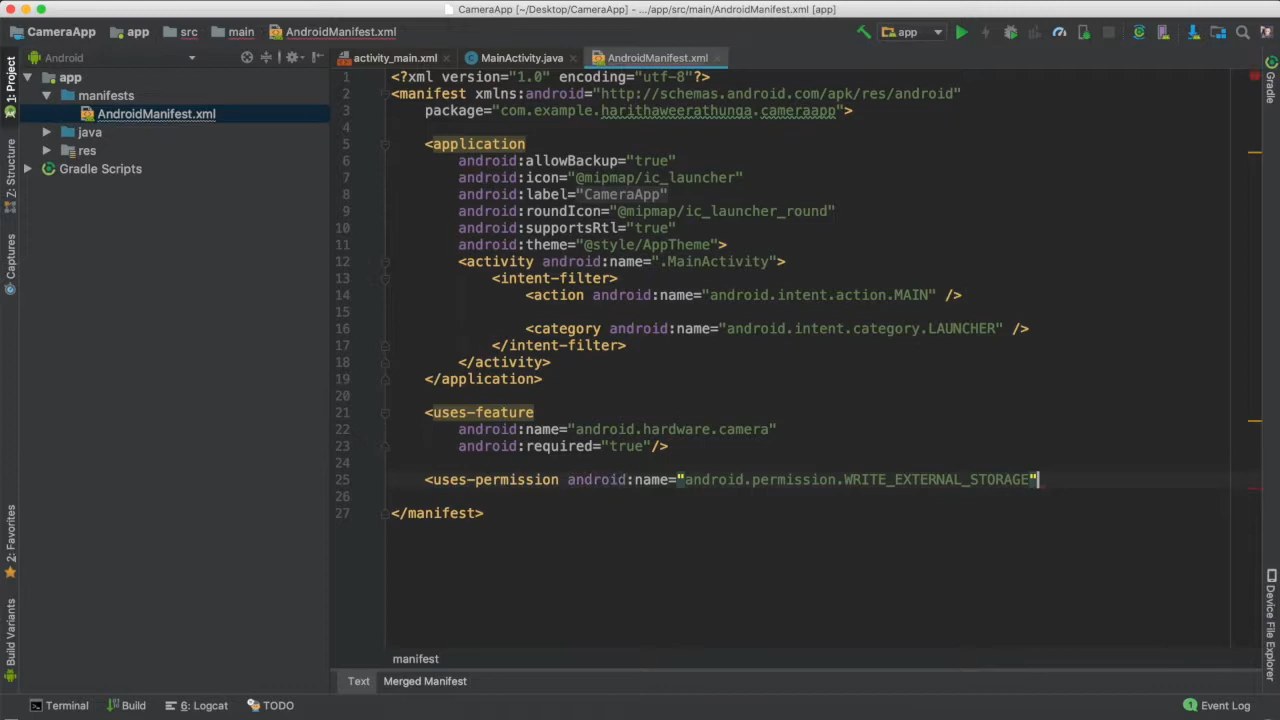 CameraApp [~/Desktop/CameraApp] - .../app/src/main/AndroidManifest.xml [app]
CameraApp app src main AndroidManifest.xml app
Android activity_main.xml MainActivity.java AndroidManifest.xml
1: Project
Z: Structure
Captures
2: Favorites
Build Variants
app
manifests
AndroidManifest.xml
java
res
Gradle Scripts
1 <?xml version="1.0" encoding="utf-8"?>
2 <manifest xmlns:android="http://schemas.android.com/apk/res/android"
3 package="com.example.harithaweerathunga.cameraapp">
4
5 <application
6 android:allowBackup="true"
7 android:icon="@mipmap/ic_launcher"
8 android:label="CameraApp"
9 android:roundIcon="@mipmap/ic_launcher_round"
10 android:supportsRtl="true"
11 android:theme="@style/AppTheme">
12 <activity android:name=".MainActivity">
13 <intent-filter>
14 <action android:name="android.intent.action.MAIN" />
15
16 <category android:name="android.intent.category.LAUNCHER" />
17 </intent-filter>
18 </activity>
19 </application>
20
21 <uses-feature
22 android:name="android.hardware.camera"
23 android:required="true"/>
24
25 <uses-permission android:name="android.permission.WRITE_EXTERNAL_STORAGE"
26
27 </manifest>
Gradle
Device File Explorer
manifest
Text Merged Manifest
Terminal Build 6: Logcat TODO 1 Event Log